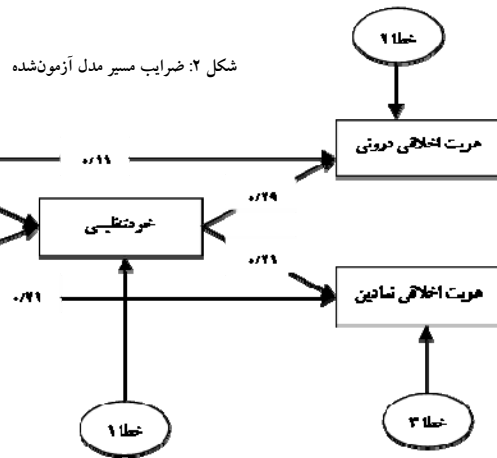 شکل ۲: ضرایب مسیر مدل آزمون‌شده
خطا ۲
هویت اخلاقی درونی
۰/۱۱
۰/۲۹
خودتنظیمی
۰/۲۱
هویت اخلاقی نمادین
۰/۲۱
خطا ۱
خطا ۳